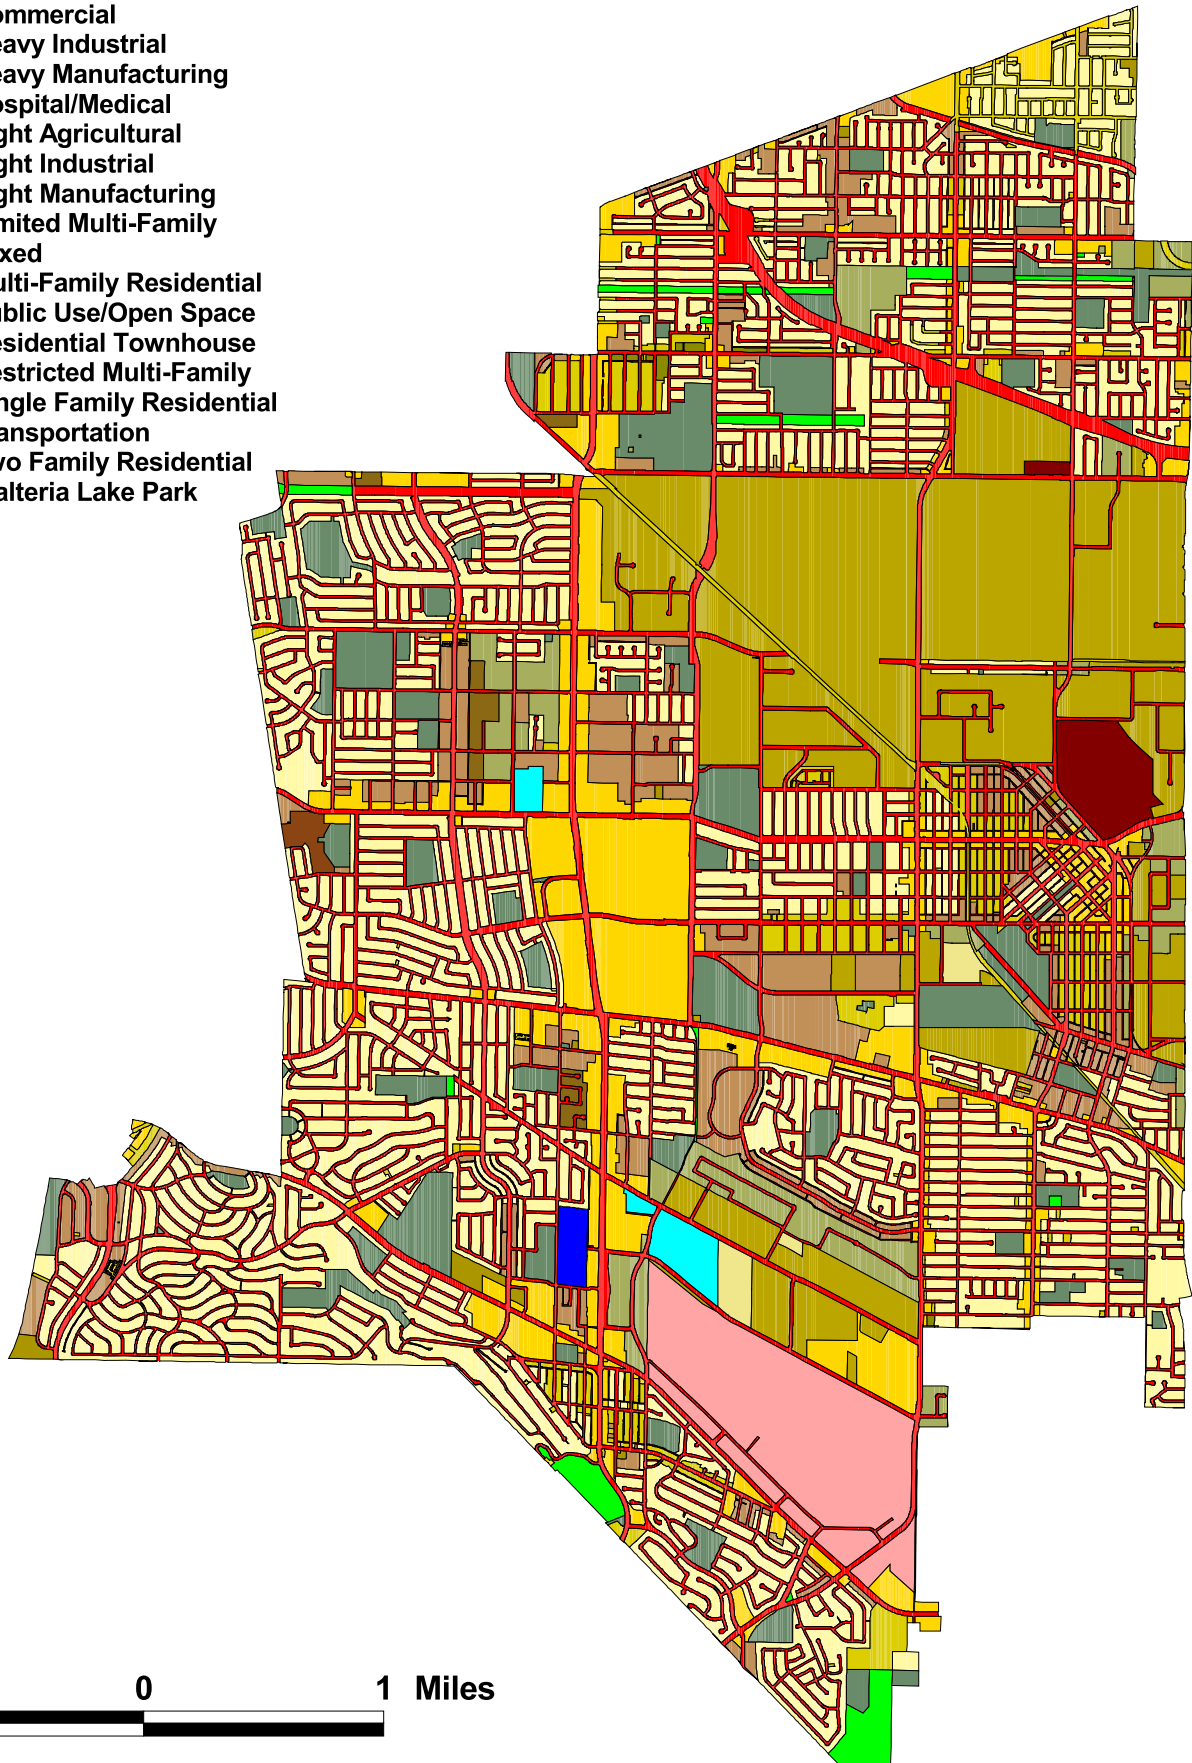 ommercial
eavy Industrial
eavy Manufacturing
ospital/Medical
ght Agricultural
ght Industrial
ght Manufacturing
mited Multi-Family
ixed
ulti-Family Residential
ublic Use/Open Space
esidential Townhouse
estricted Multi-Family
ngle Family Residential
ansportation
wo Family Residential
alteria Lake Park
0 1 Miles